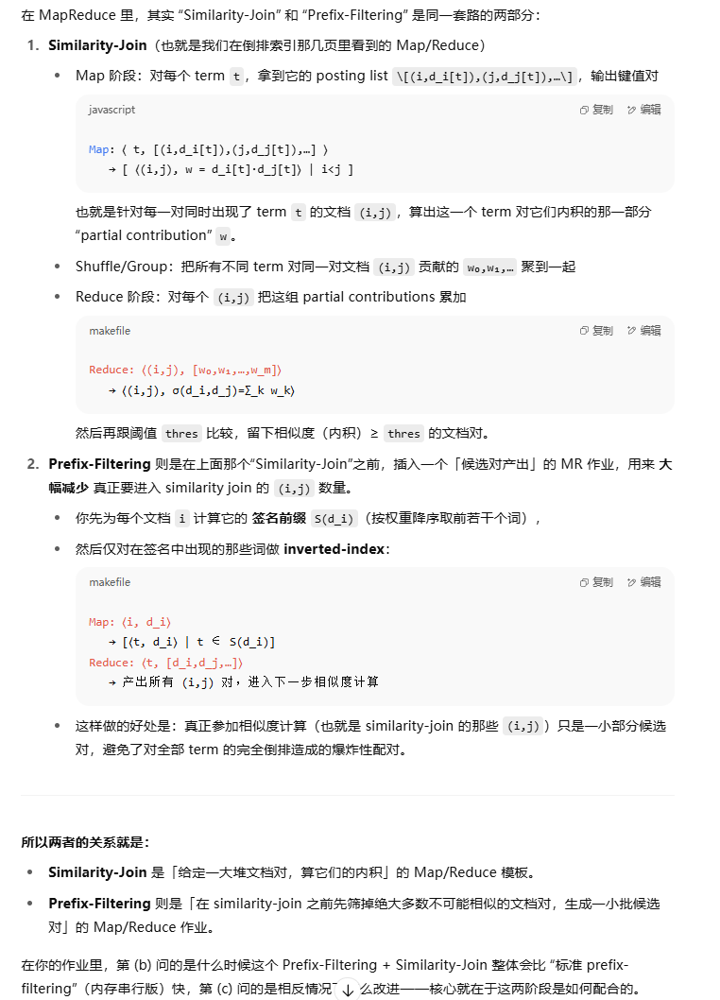 在 MapReduce 里，其实 “Similarity-Join” 和 “Prefix-Filtering” 是同一套路的两部分：
1. Similarity-Join（也就是我们在倒排索引那几页里看到的 Map/Reduce）
• Map 阶段：对每个 term t，拿到它的 posting list \[(i,d_i[t]),(j,d_j[t]),…\]，输出键值对
javascript 复制 编辑
Map: ⟨ t, [(i,d_i[t]),(j,d_j[t]),…] ⟩
→ [ ⟨(i,j), w = d_i[t]·d_j[t]⟩ | i<j ]
也就是针对每一对同时出现了 term t 的文档 (i,j)，算出这一个 term 对它们内积的那一部分
“partial contribution” w。
• Shuffle/Group：把所有不同 term 对同一对文档 (i,j) 贡献的 w₀,w₁,… 聚到一起
• Reduce 阶段：对每个 (i,j) 把这组 partial contributions 累加
makefile 复制 编辑
Reduce: ⟨(i,j), [w₀,w₁,…,w_m]⟩
→ ⟨(i,j), σ(d_i,d_j)=Σ_k w_k⟩
然后再跟阈值 thres 比较，留下相似度（内积）≥ thres 的文档对。
2. Prefix-Filtering 则是在上面那个“Similarity-Join”之前，插入一个「候选对产出」的 MR 作业，用来 大
幅减少 真正要进入 similarity join 的 (i,j) 数量。
• 你先为每个文档 i 计算它的 签名前缀 S(d_i)（按权重降序取前若干个词），
• 然后仅对在签名中出现的那些词做 inverted-index：
makefile 复制 编辑
Map: ⟨i, d_i⟩
→ [⟨t, d_i⟩ | t ∈ S(d_i)]
Reduce: ⟨t, [d_i,d_j,…]⟩
→ 产出所有 (i,j) 对，进入下一步相似度计算
• 这样做的好处是：真正参加相似度计算（也就是 similarity-join 的那些 (i,j)）只是一小部分候选
对，避免了对全部 term 的完全倒排造成的爆炸性配对。
所以两者的关系就是：
• Similarity-Join 是「给定一大堆文档对，算它们的内积」的 Map/Reduce 模板。
• Prefix-Filtering 则是「在 similarity-join 之前先筛掉绝大多数不可能相似的文档对，生成一小批候选
对」的 Map/Reduce 作业。
在你的作业里，第 (b) 问的是什么时候这个 Prefix-Filtering + Similarity-Join 整体会比 “标准 prefix-
filtering”（内存串行版）快，第 (c) 问的是相反情况 么改进——核心就在于这两阶段是如何配合的。